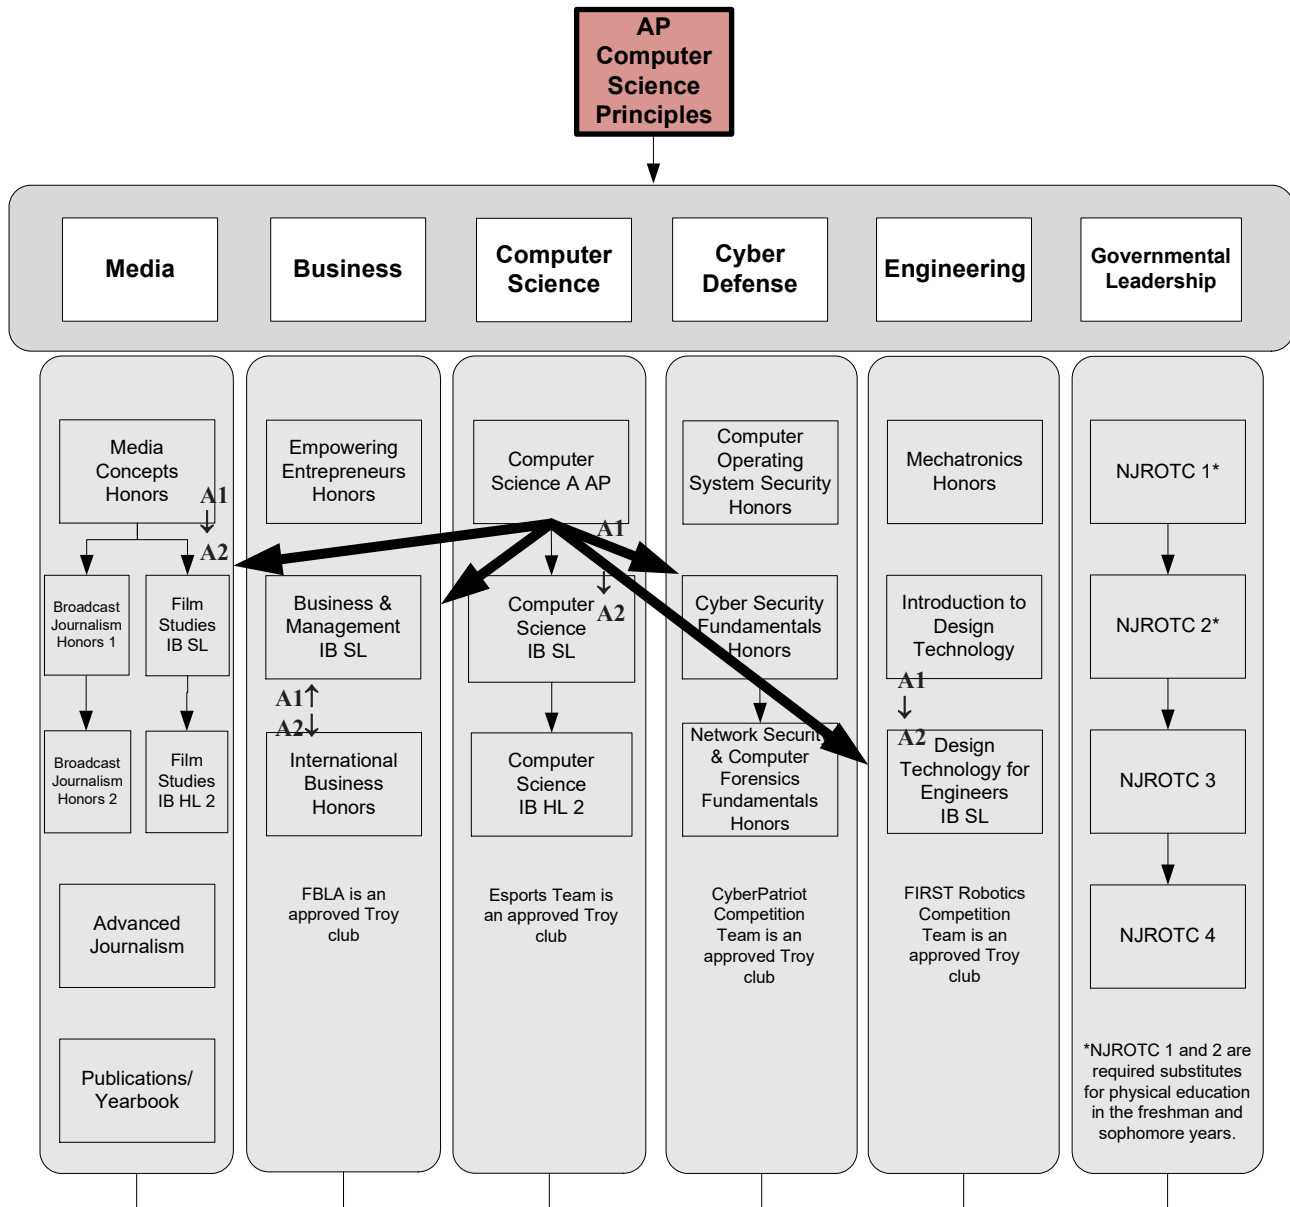 AP
Computer
Science
Principles
Media
Business
Computer
Science
Cyber
Defense
Engineering
Governmental
Leadership
Media
Concepts
Honors
A1
↓
A2
Broadcast
Journalism
Honors 1
Film
Studies
IB SL
Broadcast
Journalism
Honors 2
Film
Studies
IB HL 2
Advanced
Journalism
Publications/
Yearbook
Empowering
Entrepreneurs
Honors
Business &
Management
IB SL
A1↑
A2↓
International
Business
Honors
FBLA is an
approved Troy
club
Computer
Science A AP
A1
↓
A2
Computer
Science
IB SL
Computer
Science
IB HL 2
Esports Team is
an approved Troy
club
Computer
Operating
System Security
Honors
Cyber Security
Fundamentals
Honors
Network Security
& Computer
Forensics
Fundamentals
Honors
CyberPatriot
Competition
Team is an
approved Troy
club
Mechatronics
Honors
Introduction to
Design
Technology
A1
↓
A2
Design
Technology for
Engineers
IB SL
FIRST Robotics
Competition
Team is an
approved Troy
club
NJROTC 1*
NJROTC 2*
NJROTC 3
NJROTC 4
*NJROTC 1 and 2 are
required substitutes
for physical education
in the freshman and
sophomore years.